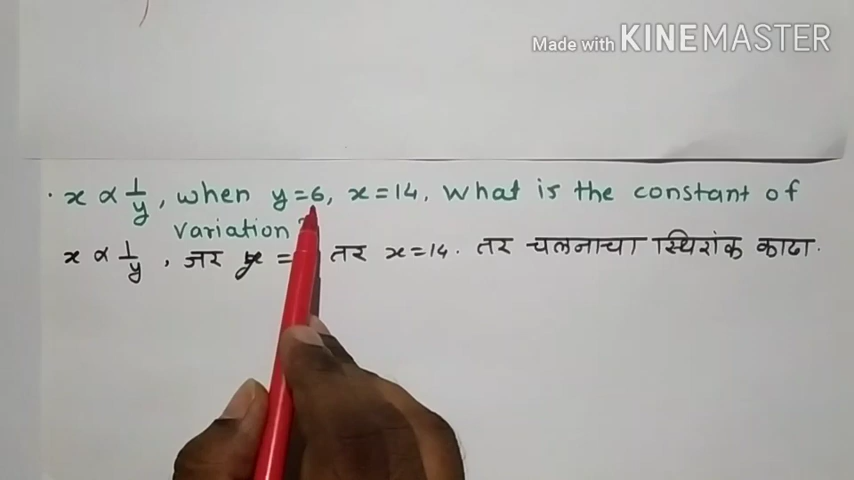 Made with KINEMASTER
· x ∝ 1/y, when y=6, x=14, What is the constant of
variation
x ∝ 1/y, जर y = तर x=14. तर चलनाचा स्थिरांक काढा.